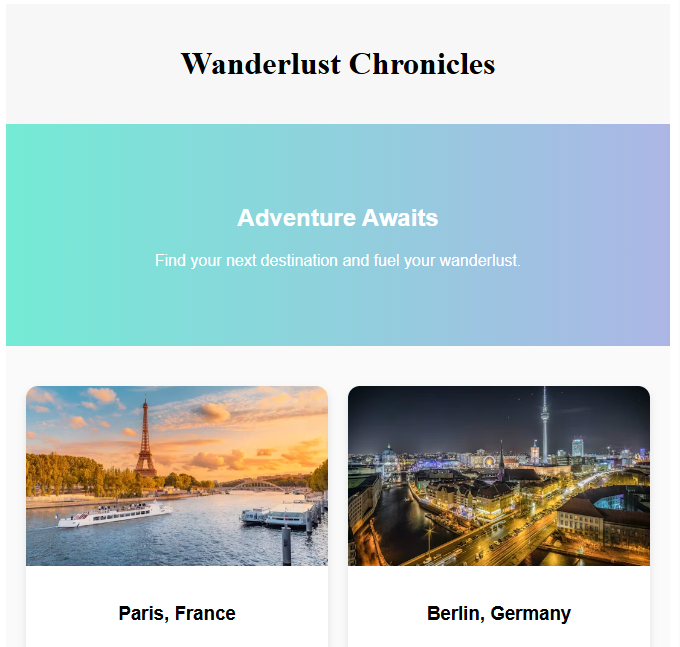 Wanderlust Chronicles
Adventure Awaits
Find your next destination and fuel your wanderlust.
Paris, France
Berlin, Germany